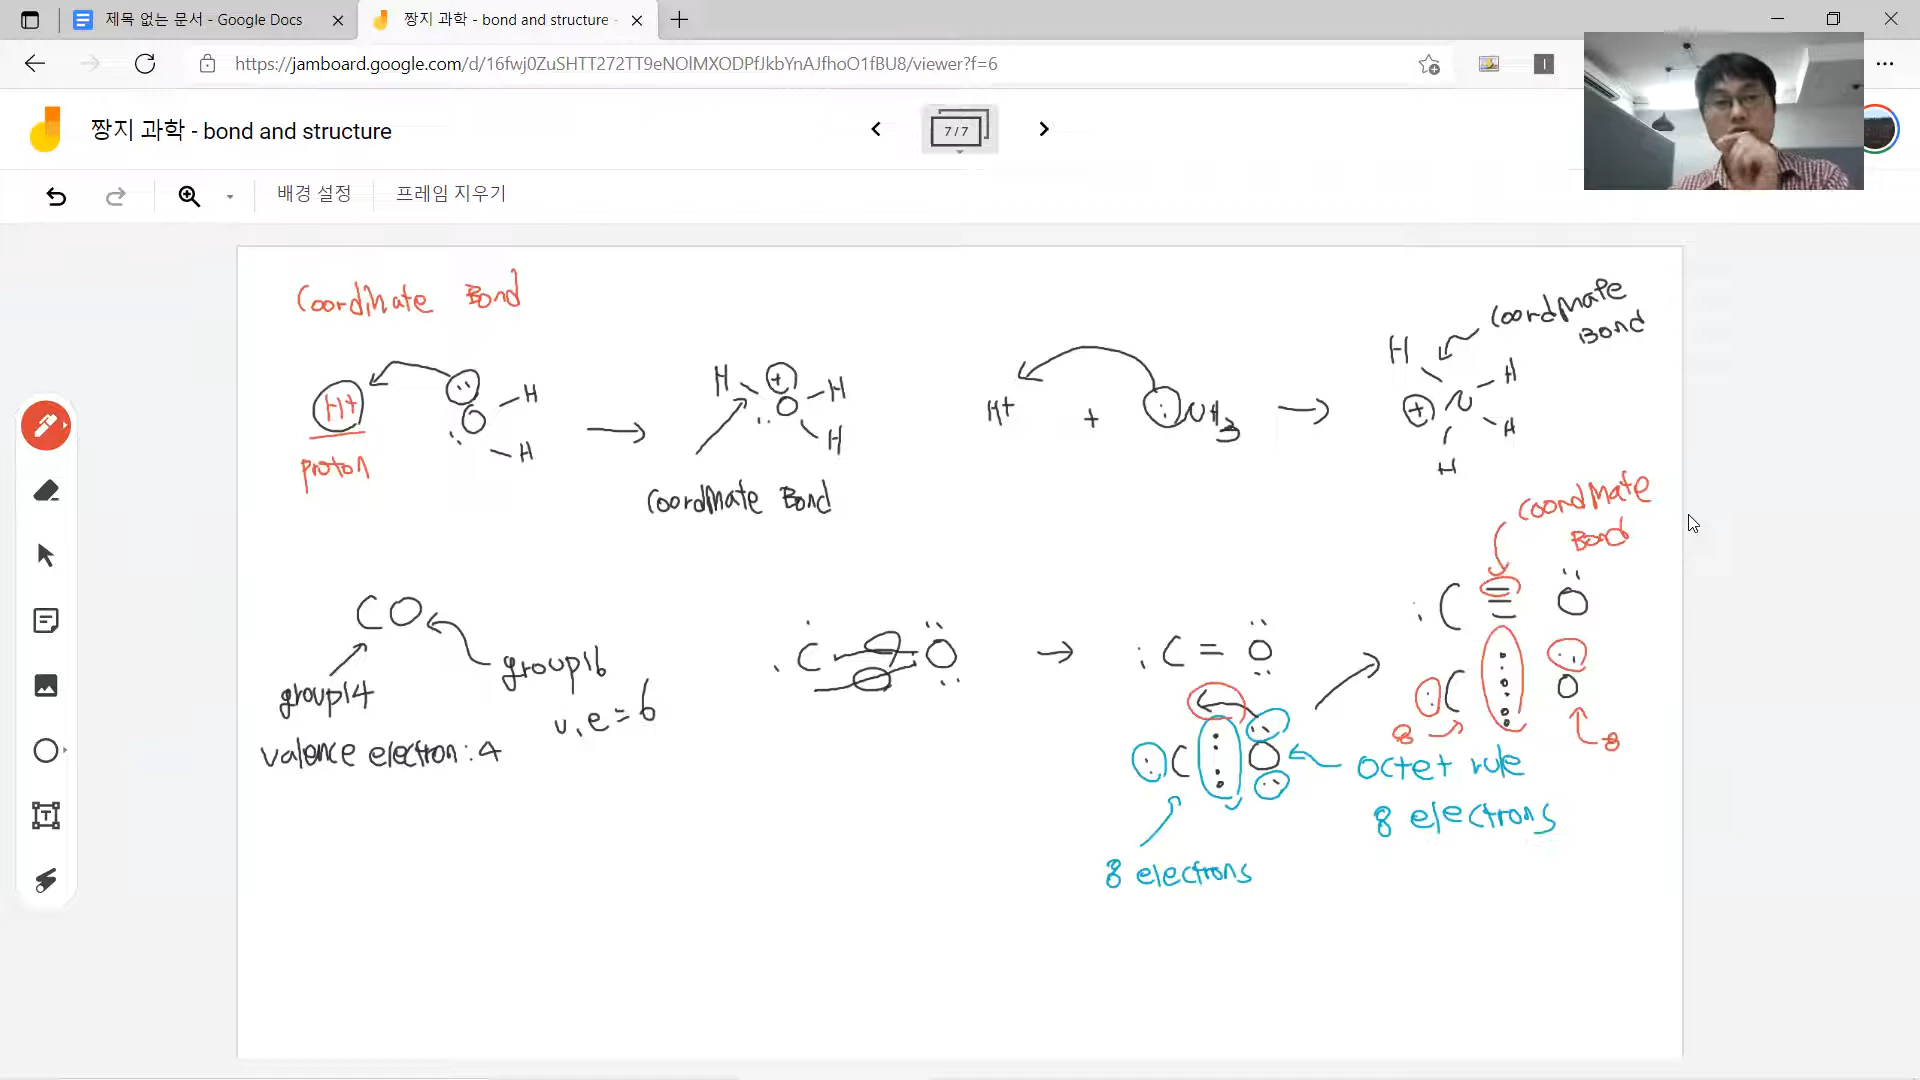 제목 없는 문서 - Google Docs
짱지 과학 - bond and structure -
https://jamboard.google.com/d/16fwj0ZuSHTT272TT9eNOlMXODPfJkbYnAJfhoO1fBU8/viewer?f=6
짱지 과학 - bond and structure
7 / 7
배경 설정
프레임 지우기
Coordinate Bond
H+
proton
O
H
H
H
+
O
H
H
Coordinate Bond
H+
+
:NH3
H
+
N
H
H
H
Coordinate
Bond
CO
group14
valence electron : 4
group16
v, e = 6
C
O
: C = O
C
O
8 electrons
octet rule
8 electrons
: C ≡ O
C
O
8
8
Coordinate
Bond